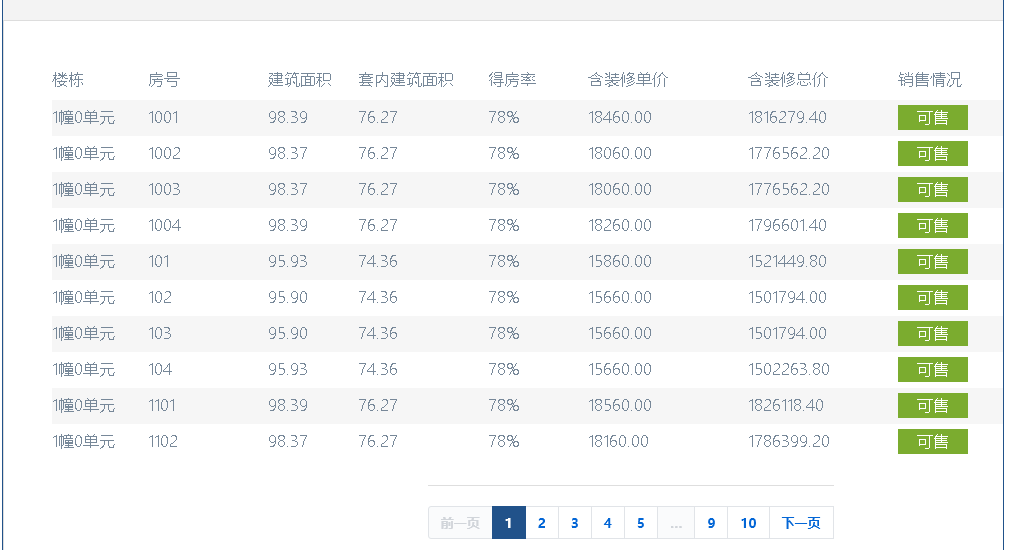 楼栋 房号 建筑面积 套内建筑面积 得房率 含装修单价 含装修总价 销售情况
1幢0单元 1001 98.39 76.27 78% 18460.00 1816279.40 可售
1幢0单元 1002 98.37 76.27 78% 18060.00 1776562.20 可售
1幢0单元 1003 98.37 76.27 78% 18060.00 1776562.20 可售
1幢0单元 1004 98.39 76.27 78% 18260.00 1796601.40 可售
1幢0单元 101 95.93 74.36 78% 15860.00 1521449.80 可售
1幢0单元 102 95.90 74.36 78% 15660.00 1501794.00 可售
1幢0单元 103 95.90 74.36 78% 15660.00 1501794.00 可售
1幢0单元 104 95.93 74.36 78% 15660.00 1502263.80 可售
1幢0单元 1101 98.39 76.27 78% 18560.00 1826118.40 可售
1幢0单元 1102 98.37 76.27 78% 18160.00 1786399.20 可售
前一页 1 2 3 4 5 ... 9 10 下一页